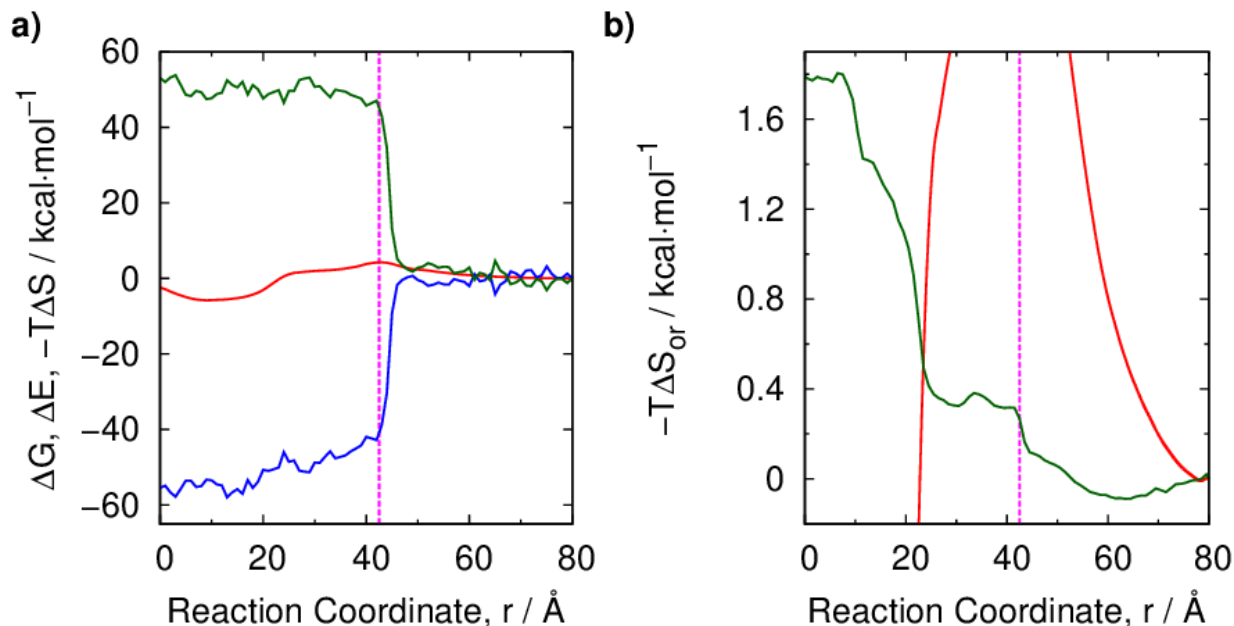 a)
ΔG, ΔE, −TΔS / kcal·mol⁻¹
60
40
20
0
−20
−40
−60
0 20 40 60 80
Reaction Coordinate, r / Å
b)
−TΔS_or / kcal·mol⁻¹
1.6
1.2
0.8
0.4
0
0 20 40 60 80
Reaction Coordinate, r / Å